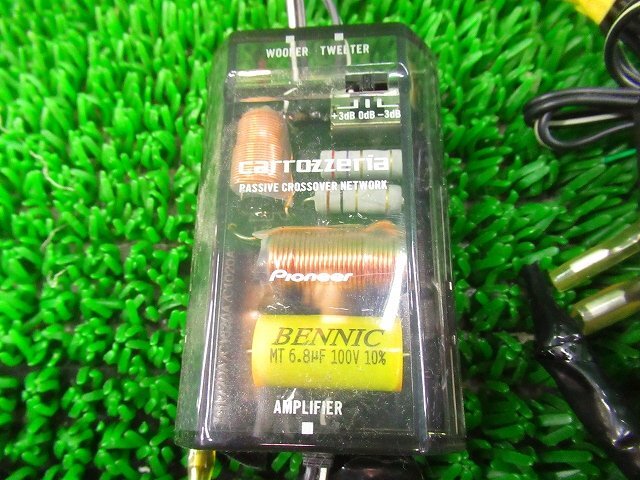 WOOFER TWEETER
+3dB 0dB -3dB
carrozzeria
PASSIVE CROSSOVER NETWORK
Pioneer
BENNIC
MT 6.8µF 100V 10%
AMPLIFIER